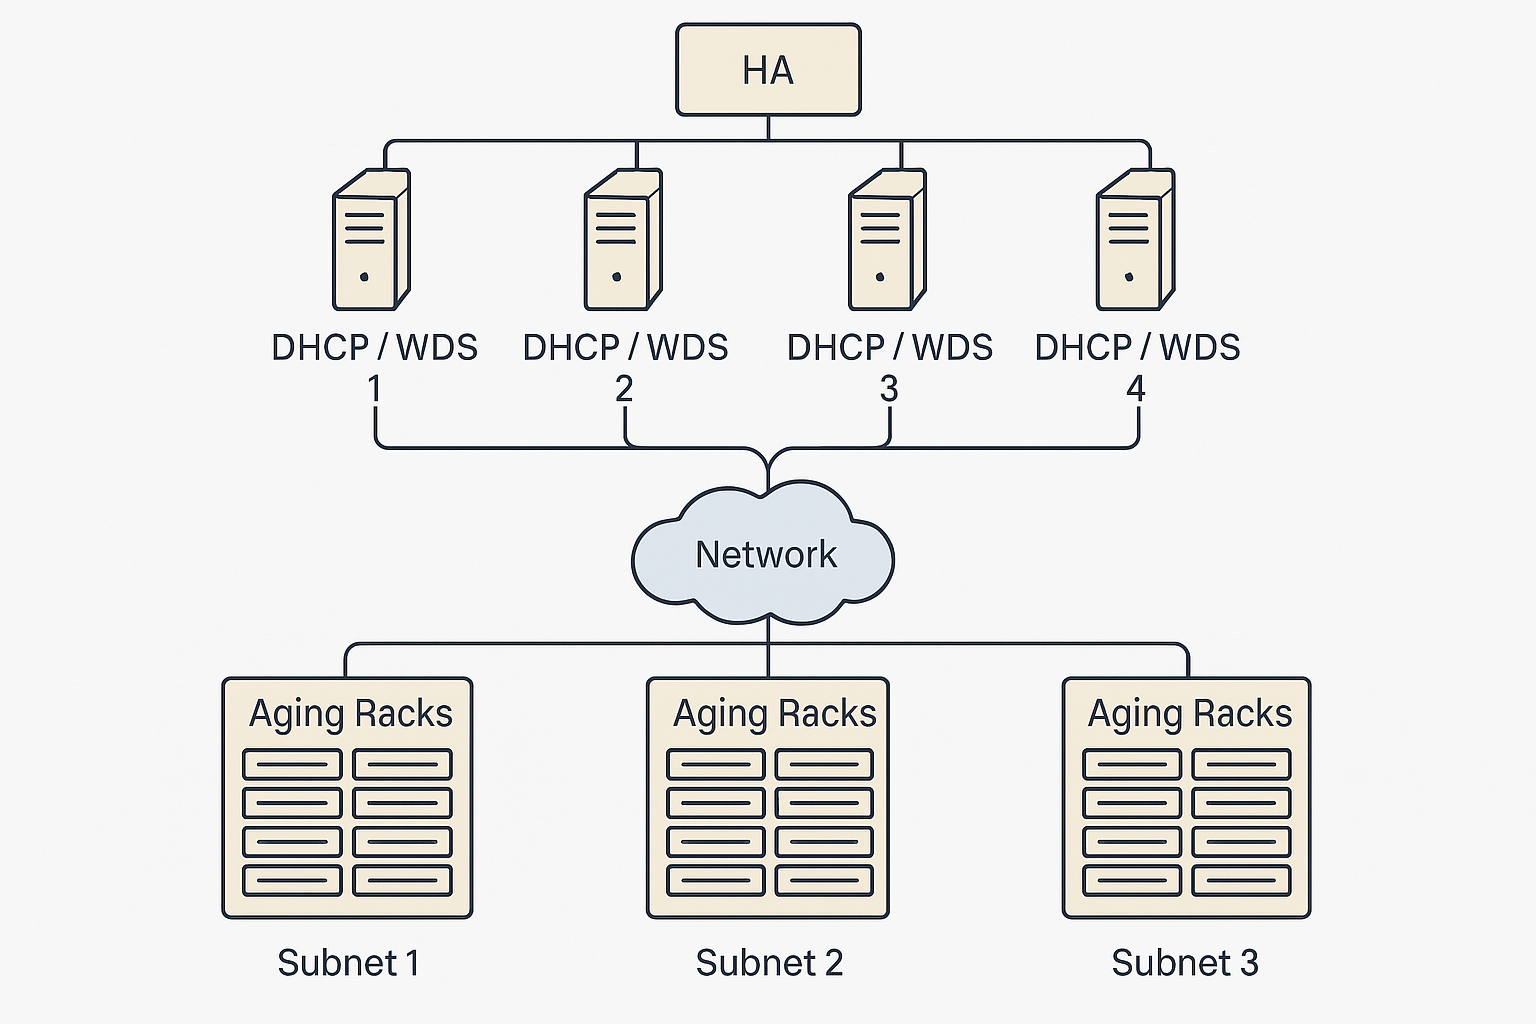 HA
DHCP / WDS
1
DHCP / WDS
2
DHCP / WDS
3
DHCP / WDS
4
Network
Aging Racks
Aging Racks
Aging Racks
Subnet 1
Subnet 2
Subnet 3